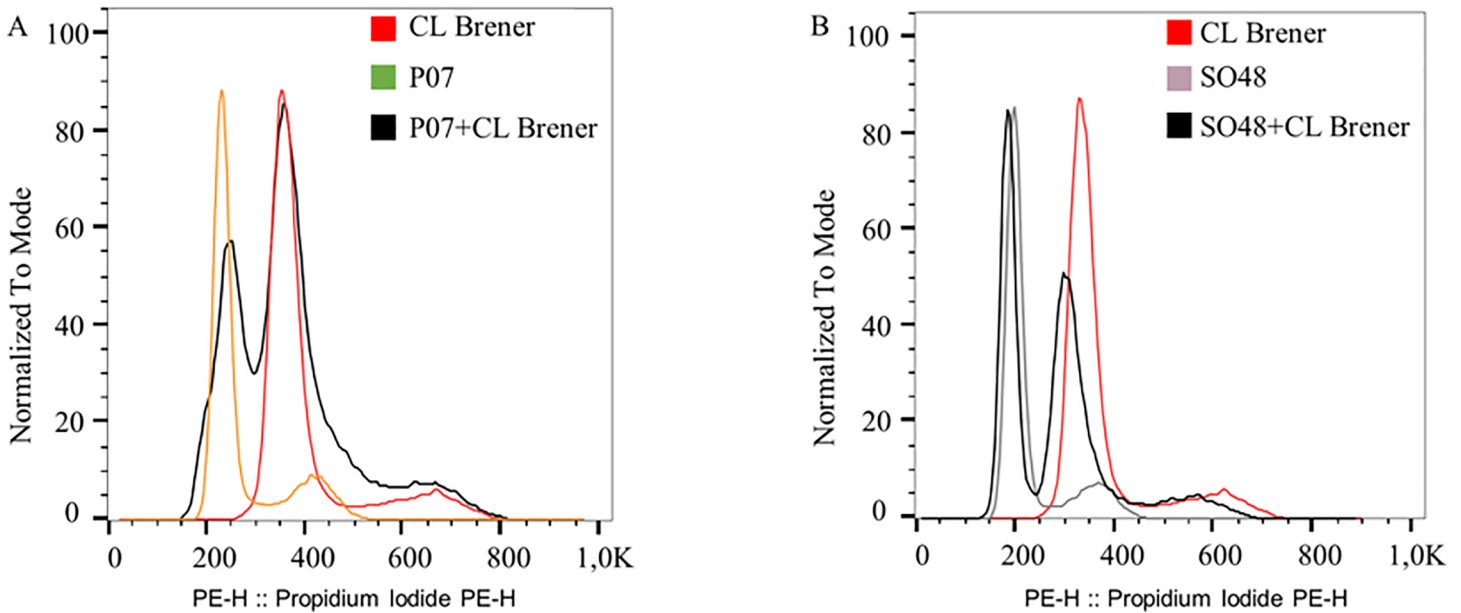 A
100
80
60
40
20
0
Normalized To Mode
CL Brener
P07
P07+CL Brener
0 200 400 600 800 1,0K
PE-H :: Propidium Iodide PE-H
B
100
80
60
40
20
0
Normalized To Mode
CL Brener
SO48
SO48+CL Brener
0 200 400 600 800 1,0K
PE-H :: Propidium Iodide PE-H